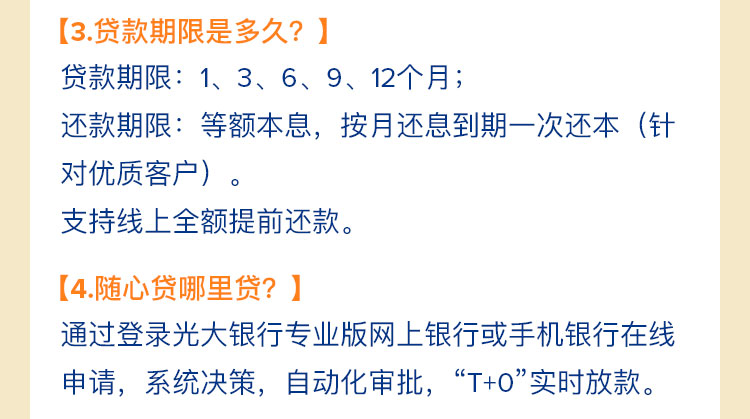 【3.贷款期限是多久？】
贷款期限：1、3、6、9、12个月；
还款期限：等额本息，按月还息到期一次还本（针
对优质客户）。
支持线上全额提前还款。
【4.随心贷哪里贷？】
通过登录光大银行专业版网上银行或手机银行在线
申请，系统决策，自动化审批，“T+0”实时放款。